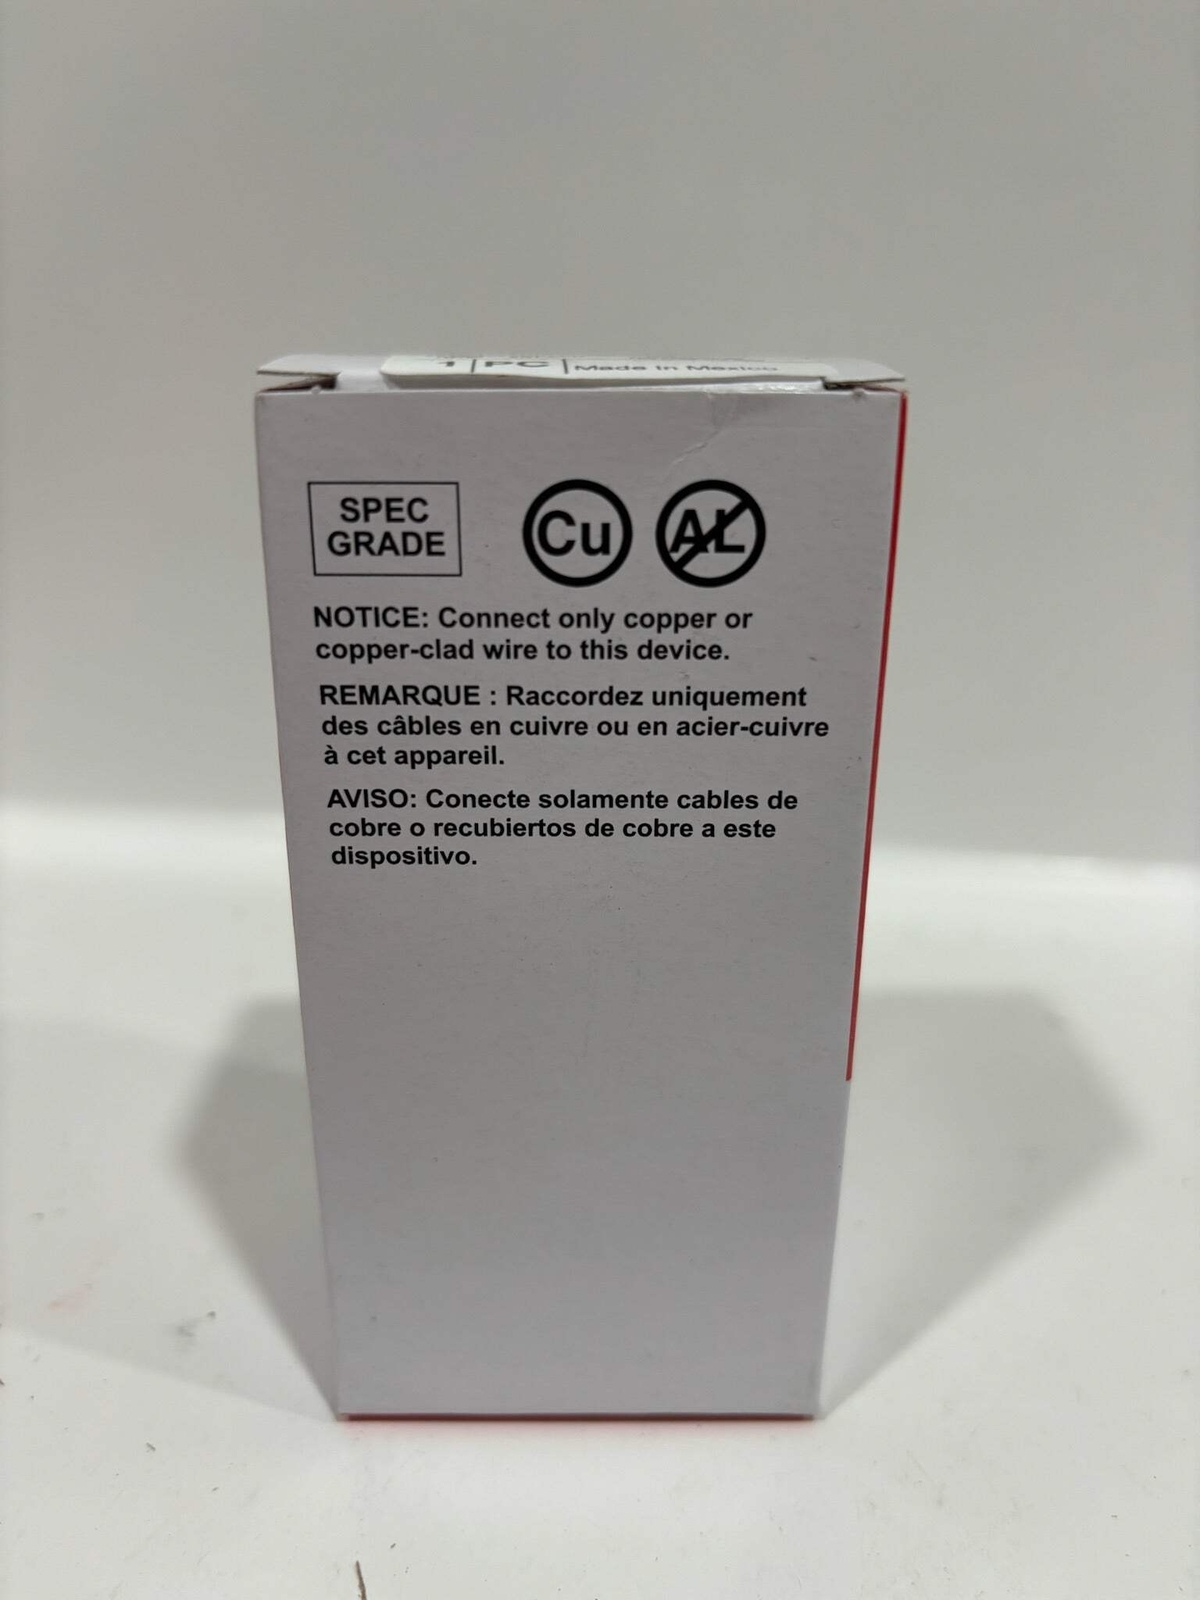 1 PC Made in Mexico
SPEC
GRADE
Cu
AL
NOTICE: Connect only copper or
copper-clad wire to this device.
REMARQUE : Raccordez uniquement
des câbles en cuivre ou en acier-cuivre
à cet appareil.
AVISO: Conecte solamente cables de
cobre o recubiertos de cobre a este
dispositivo.